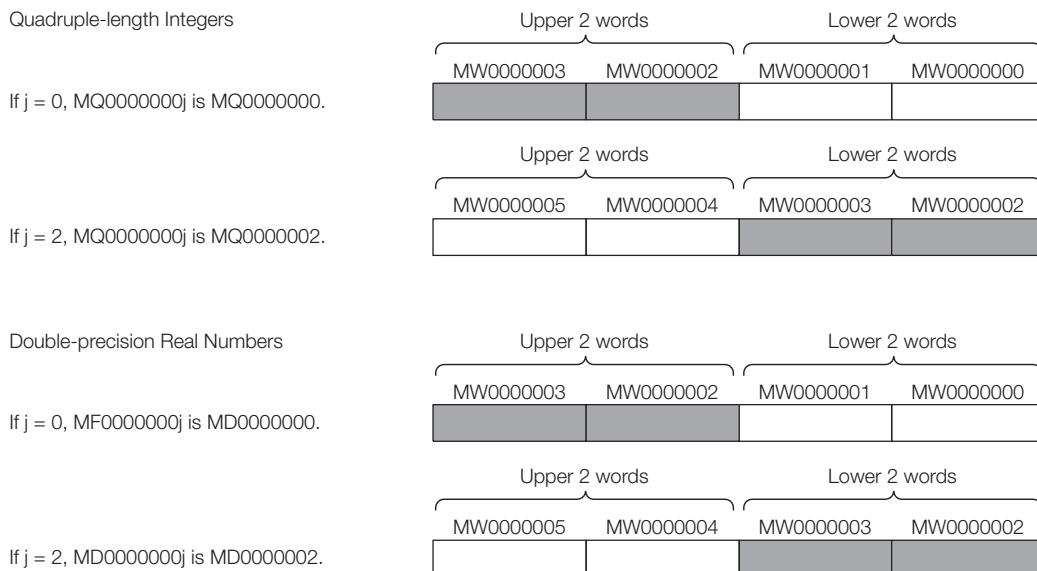 Quadruple-length Integers
Upper 2 words Lower 2 words
MW0000003 MW0000002 MW0000001 MW0000000
If j = 0, MQ0000000j is MQ0000000.
Upper 2 words Lower 2 words
MW0000005 MW0000004 MW0000003 MW0000002
If j = 2, MQ0000000j is MQ0000002.
Double-precision Real Numbers
Upper 2 words Lower 2 words
MW0000003 MW0000002 MW0000001 MW0000000
If j = 0, MF0000000j is MD0000000.
Upper 2 words Lower 2 words
MW0000005 MW0000004 MW0000003 MW0000002
If j = 2, MD0000000j is MD0000002.